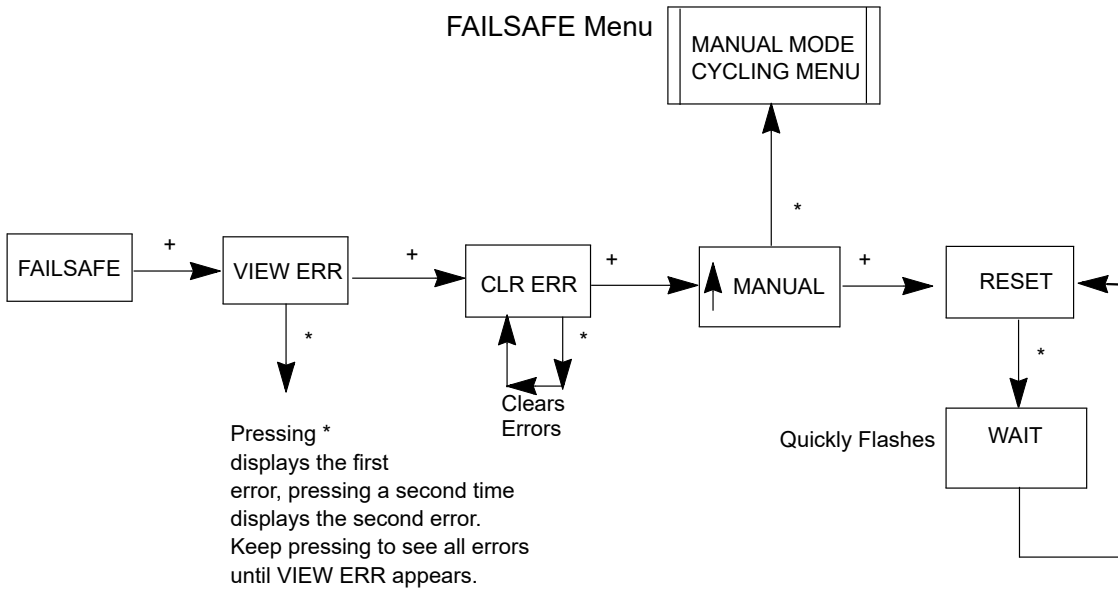 FAILSAFE Menu
MANUAL MODE
CYCLING MENU
*
FAILSAFE
+
VIEW ERR
+
CLR ERR
+
MANUAL
+
RESET
*
*
*
Clears
Errors
Quickly Flashes
WAIT
Pressing *
displays the first
error, pressing a second time
displays the second error.
Keep pressing to see all errors
until VIEW ERR appears.